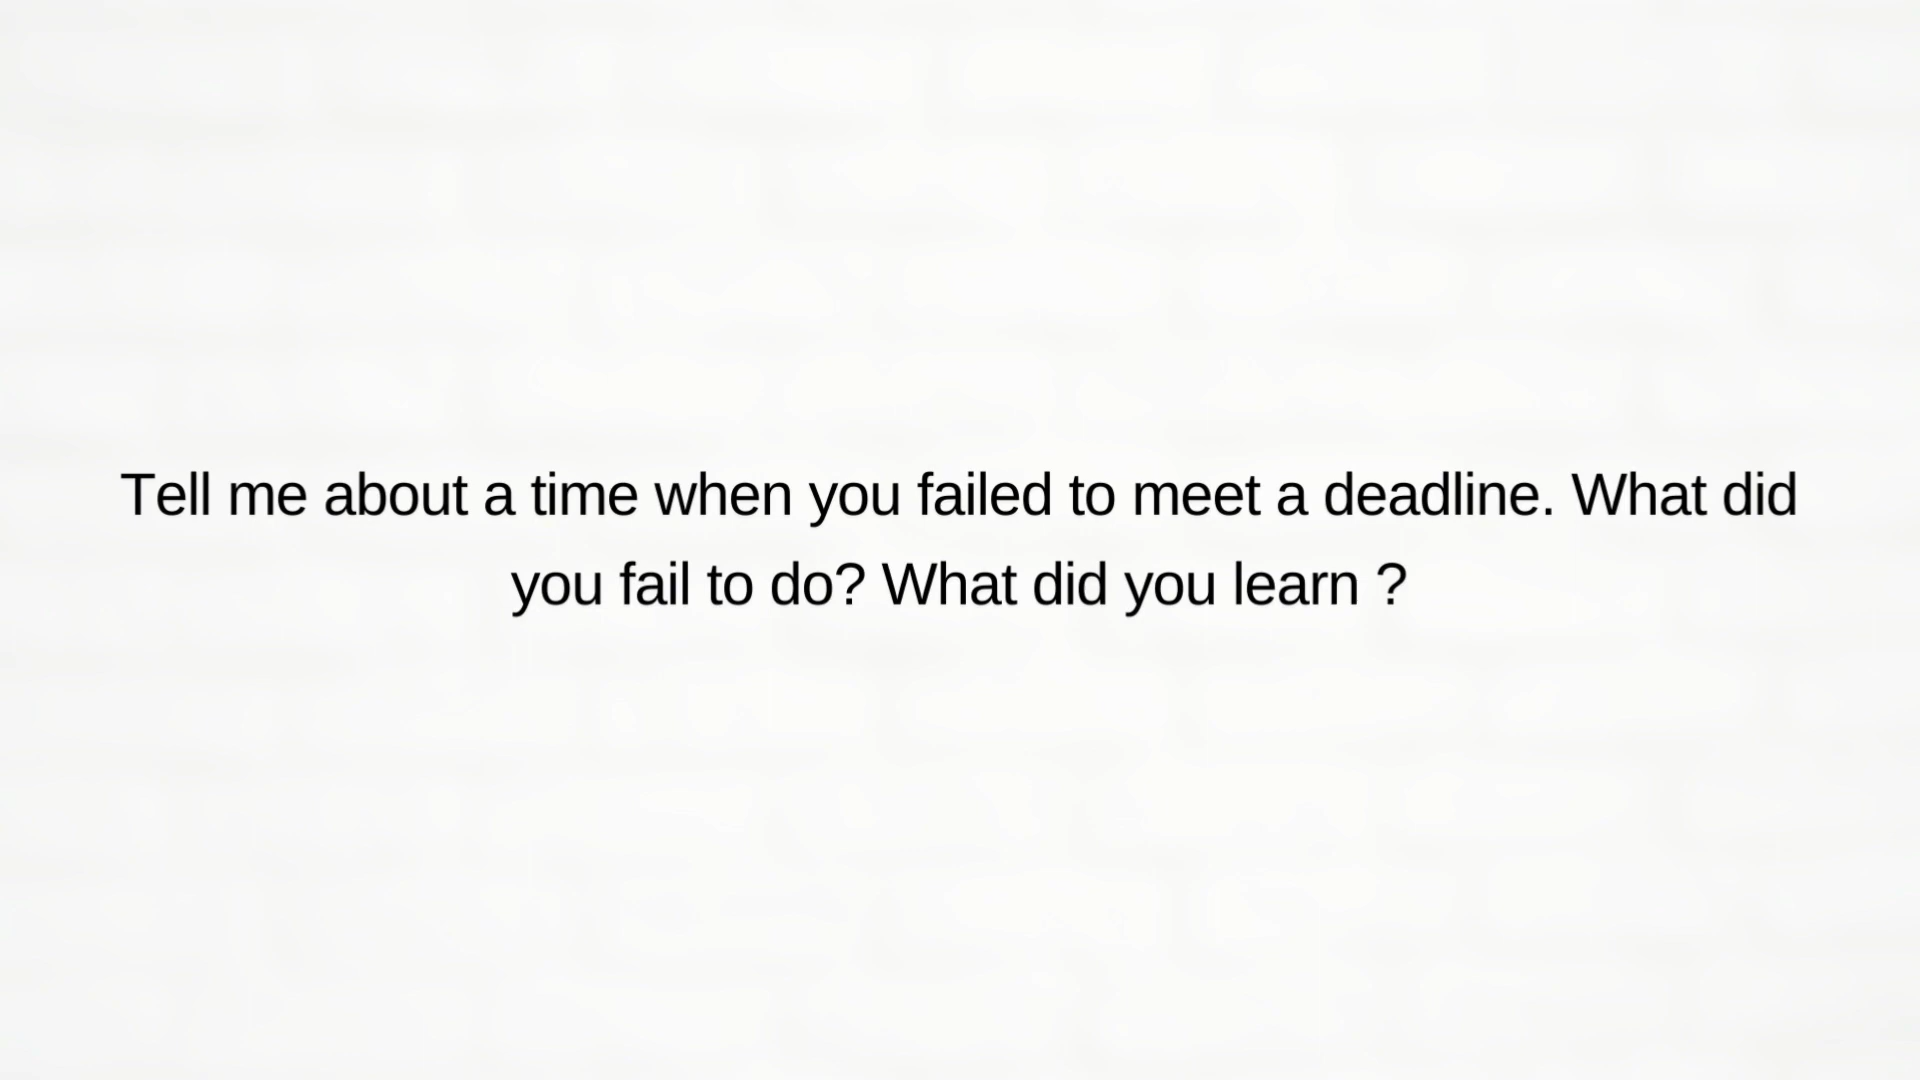 Tell me about a time when you failed to meet a deadline. What did
you fail to do? What did you learn ?